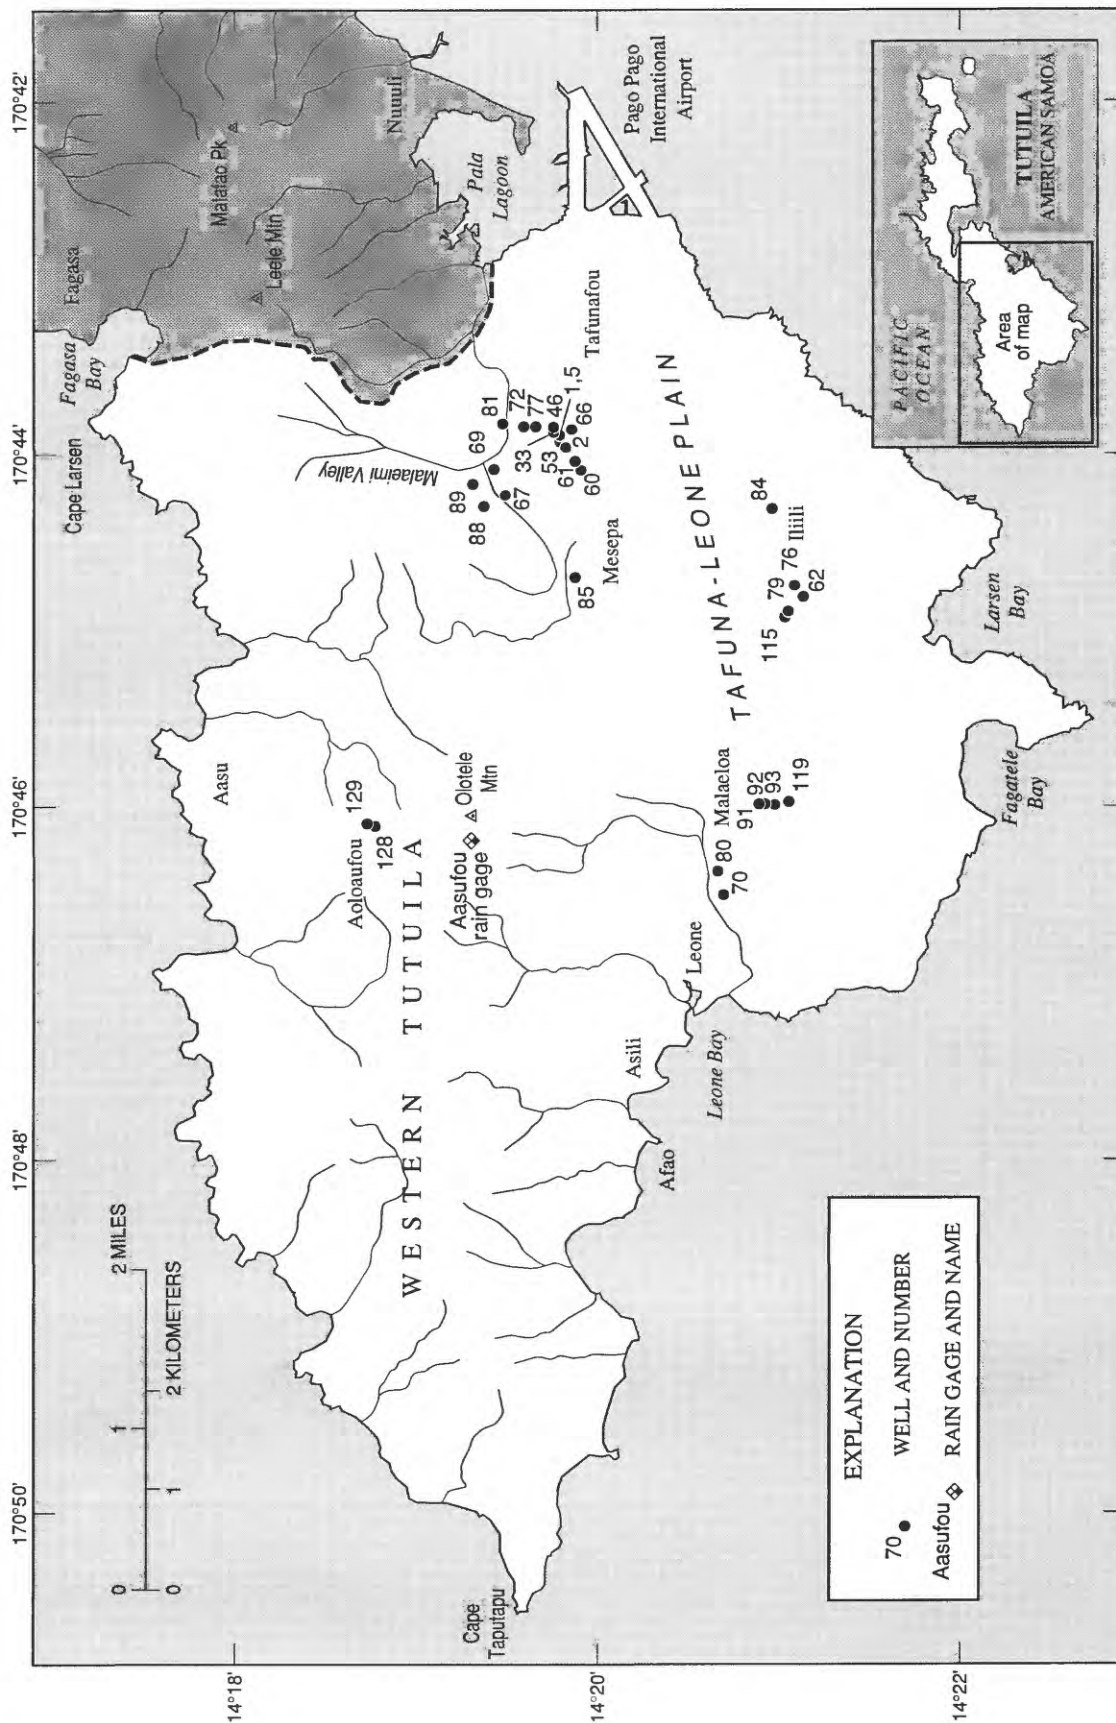 170°50'
170°48'
170°46'
170°44'
170°42'
14°18'
14°20'
14°22'
0 1 2 MILES
0 1 2 KILOMETERS
Cape Larsen
Fagasa
Bay
Fagasa
Matafao Pk
Leele Mtn
Nuuuli
Pala
Lagoon
Pago Pago
International
Airport
Aasu
Aoloaufou
129
128
WESTERN TUTUILA
Aasufou
rain gage
Olotele
Mtn
Malaeimi Valley
89
88
69
67
81
72
77
46
1,5
66
33
53
2
61
60
Tafunafou
85
Mesepa
TAFUNA-LEONE PLAIN
84
Iliili
76
79
62
115
Malaeloa
91
92
93
119
80
70
Leone
Leone Bay
Asili
Afao
Cape
Taputapu
Larsen
Bay
Fagatele
Bay
EXPLANATION
70 WELL AND NUMBER
Aasufou RAIN GAGE AND NAME
PACIFIC
OCEAN
Area
of map
TUTUILA
AMERICAN SAMOA